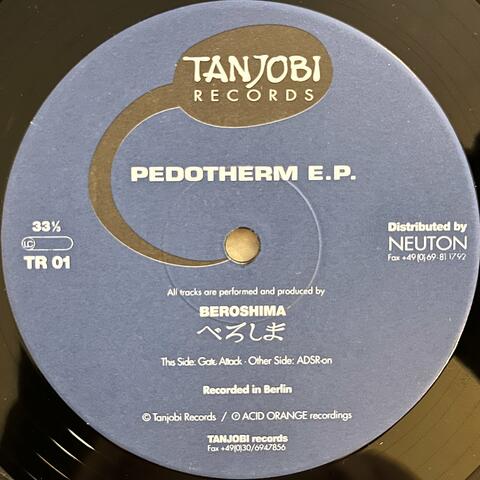 TANJOBI
RECORDS
PEDOTHERM E.P.
33⅓
LC
TR 01
Distributed by
NEUTON
Fax +49(0)69- 81 17 92
All tracks are performed and produced by
BEROSHIMA
べろしま
This Side: Gate Attack - Other Side: ADSR-on
Recorded in Berlin
© Tanjobi Records / ℗ ACID ORANGE recordings
TANJOBI records
Fax +49(0)30/6947856